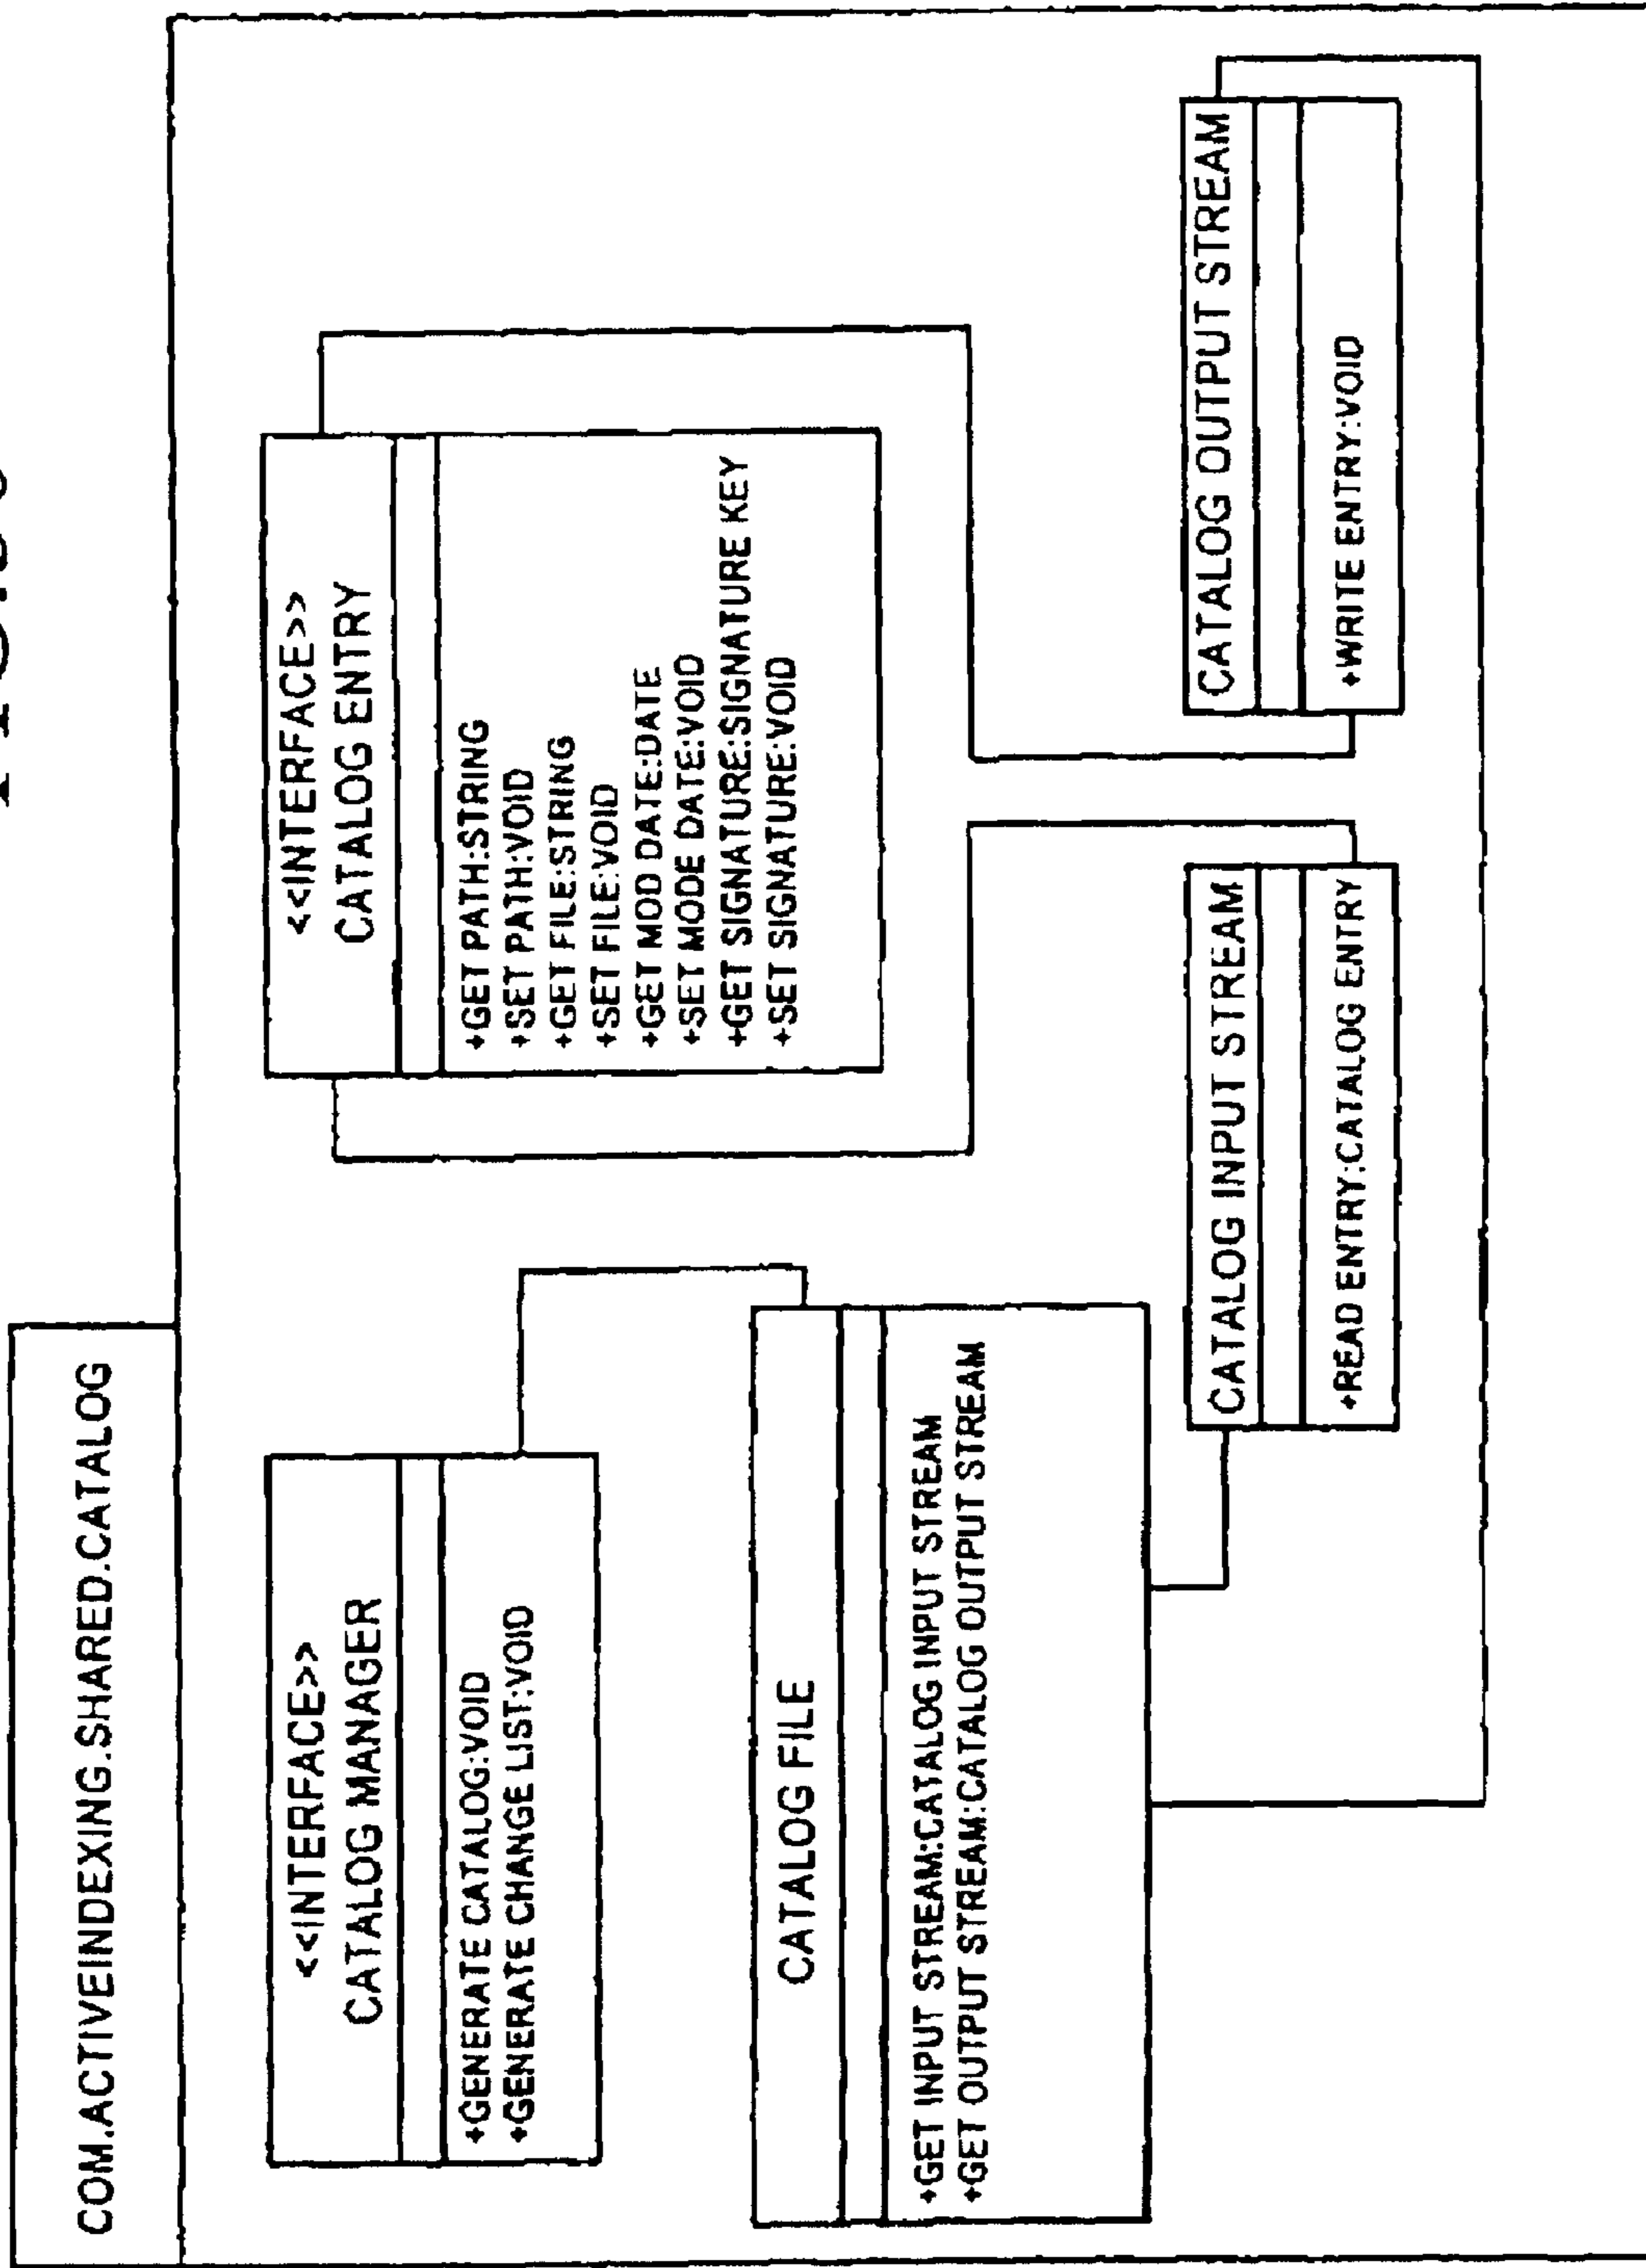 COM.ACTIVEINDEXING.SHARED.CATALOG
<<INTERFACE>>
CATALOG MANAGER
+GENERATE CATALOG:VOID
+GENERATE CHANGE LIST:VOID
<<INTERFACE>>
CATALOG ENTRY
+GET PATH:STRING
+SET PATH:VOID
+GET FILE:STRING
+SET FILE:VOID
+GET MOD DATE:DATE
+SET MODE DATE:VOID
+GET SIGNATURE:SIGNATURE KEY
+SET SIGNATURE:VOID
CATALOG FILE
+GET INPUT STREAM:CATALOG INPUT STREAM
+GET OUTPUT STREAM:CATALOG OUTPUT STREAM
CATALOG INPUT STREAM
+READ ENTRY:CATALOG ENTRY
CATALOG OUTPUT STREAM
+WRITE ENTRY:VOID